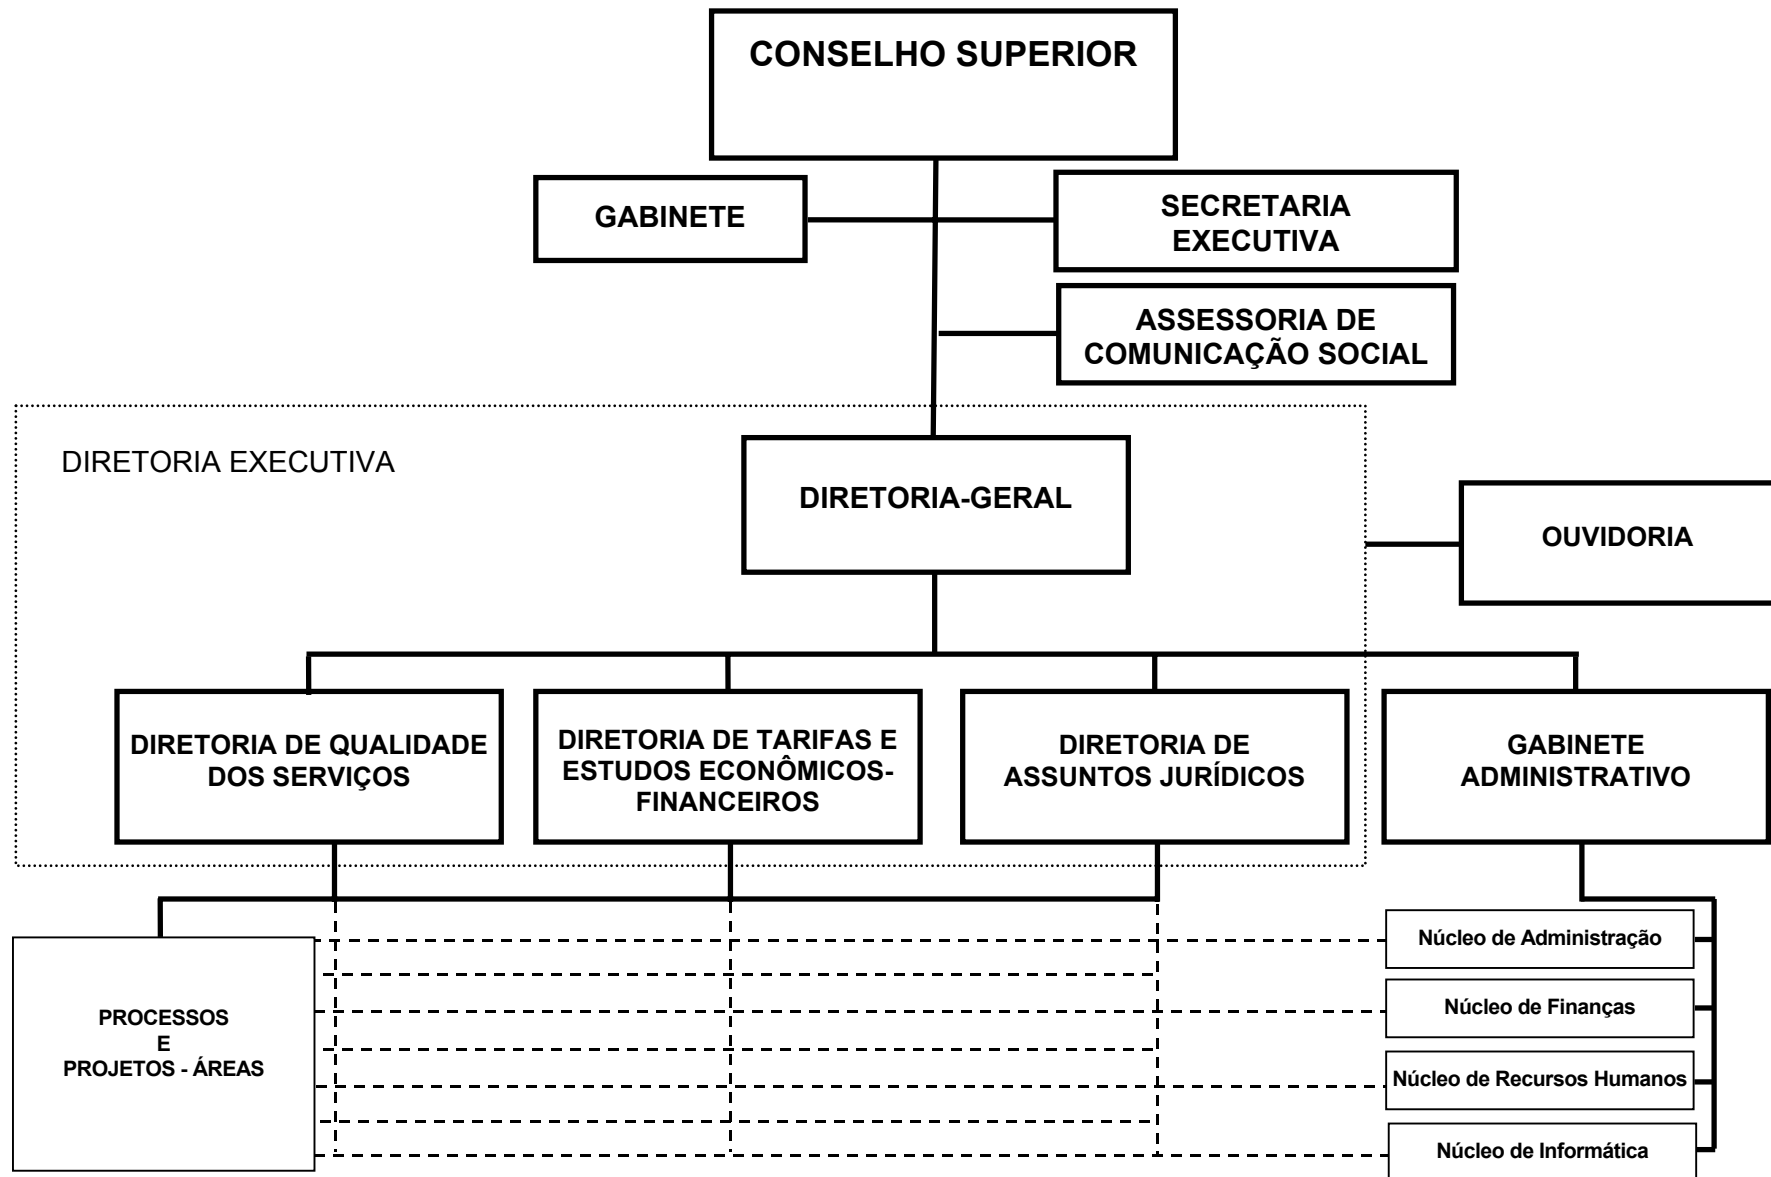 CONSELHO SUPERIOR
GABINETE
SECRETARIA
EXECUTIVA
ASSESSORIA DE
COMUNICAÇÃO SOCIAL
DIRETORIA EXECUTIVA
DIRETORIA-GERAL
OUVIDORIA
DIRETORIA DE QUALIDADE
DOS SERVIÇOS
DIRETORIA DE TARIFAS E
ESTUDOS ECONÔMICOS-
FINANCEIROS
DIRETORIA DE
ASSUNTOS JURÍDICOS
GABINETE
ADMINISTRATIVO
PROCESSOS
E
PROJETOS - ÁREAS
Núcleo de Administração
Núcleo de Finanças
Núcleo de Recursos Humanos
Núcleo de Informática